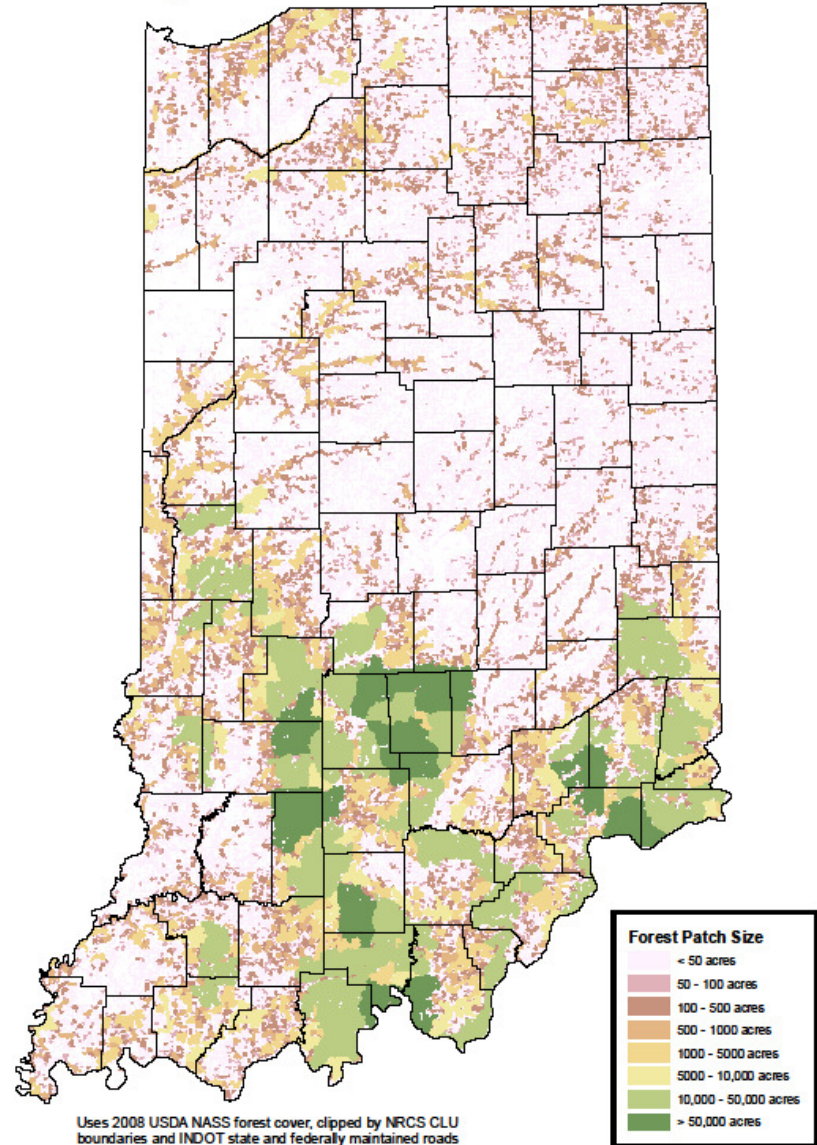 Forest Patch Size
< 50 acres
50 - 100 acres
100 - 500 acres
500 - 1000 acres
1000 - 5000 acres
5000 - 10,000 acres
10,000 - 50,000 acres
> 50,000 acres
Uses 2008 USDA NASS forest cover, clipped by NRCS CLU
boundaries and INDOT state and federally maintained roads